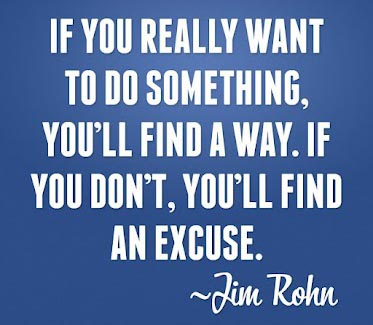 IF YOU REALLY WANT
TO DO SOMETHING,
YOU'LL FIND A WAY. IF
YOU DON'T, YOU'LL FIND
AN EXCUSE.
~Jim Rohn